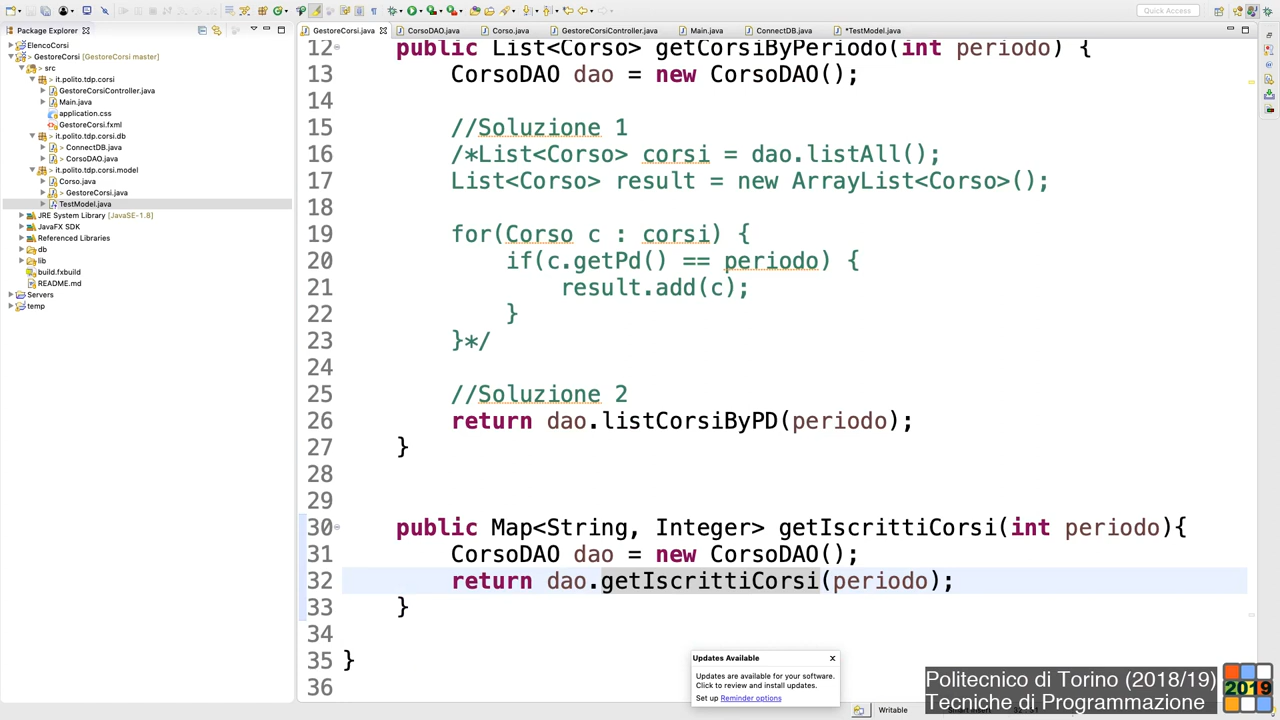 Quick Access
Package Explorer
GestoreCorsi.java
CorsoDAO.java
Corso.java
GestoreCorsiController.java
Main.java
ConnectDB.java
*TestModel.java
ElencoCorsi
GestoreCorsi [GestoreCorsi master]
src
it.polito.tdp.corsi
GestoreCorsiController.java
Main.java
application.css
GestoreCorsi.fxml
it.polito.tdp.corsi.db
ConnectDB.java
CorsoDAO.java
it.polito.tdp.corsi.model
Corso.java
GestoreCorsi.java
TestModel.java
JRE System Library [JavaSE-1.8]
JavaFX SDK
Referenced Libraries
db
lib
build.fxbuild
README.md
Servers
temp
12 public List<Corso> getCorsiByPeriodo(int periodo) {
13 CorsoDAO dao = new CorsoDAO();
14
15 //Soluzione 1
16 /*List<Corso> corsi = dao.listAll();
17 List<Corso> result = new ArrayList<Corso>();
18
19 for(Corso c : corsi) {
20 if(c.getPd() == periodo) {
21 result.add(c);
22 }
23 }*/
24
25 //Soluzione 2
26 return dao.listCorsiByPD(periodo);
27 }
28
29
30 public Map<String, Integer> getIscrittiCorsi(int periodo){
31 CorsoDAO dao = new CorsoDAO();
32 return dao.getIscrittiCorsi(periodo);
33 }
34
35 }
36
Updates Available
Updates are available for your software.
Click to review and install updates.
Set up Reminder options
Writable
Politecnico di Torino (2018/19)
Tecniche di Programmazione
2019